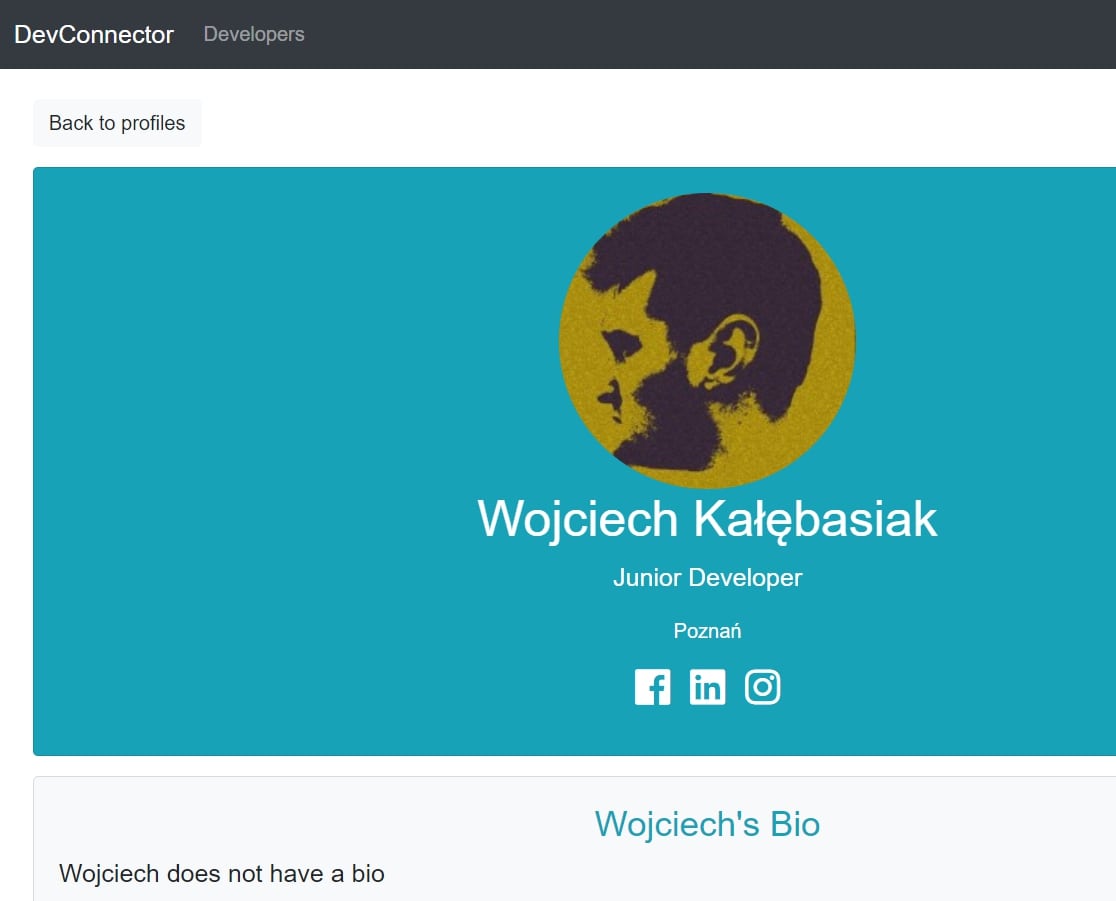 DevConnector Developers
Back to profiles
Wojciech Kałębasiak
Junior Developer
Poznań
Wojciech's Bio
Wojciech does not have a bio